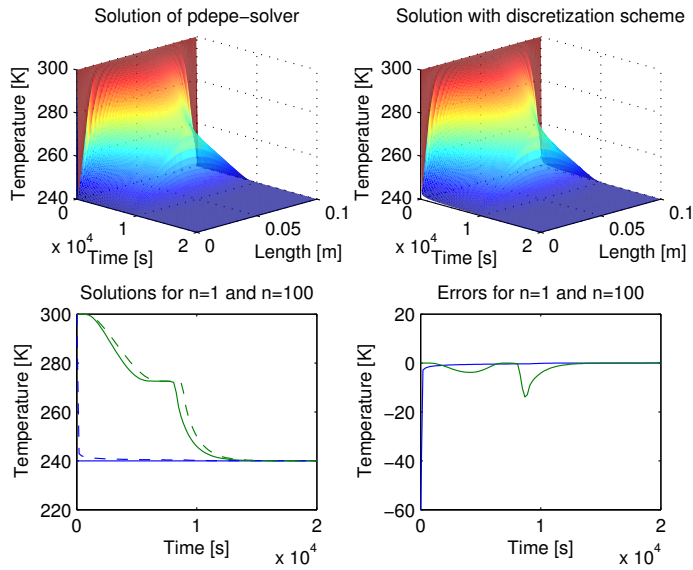 Solution of pdepe−solver
300
280
260
240
Temperature [K]
0
1
2
x 10^4
Time [s]
0
0.05
0.1
Length [m]
Solution with discretization scheme
300
280
260
240
Temperature [K]
0
1
2
x 10^4
Time [s]
0
0.05
0.1
Length [m]
Solutions for n=1 and n=100
300
280
260
240
220
Temperature [K]
0
1
2
Time [s]
x 10^4
Errors for n=1 and n=100
20
0
−20
−40
−60
Temperature [K]
0
1
2
Time [s]
x 10^4